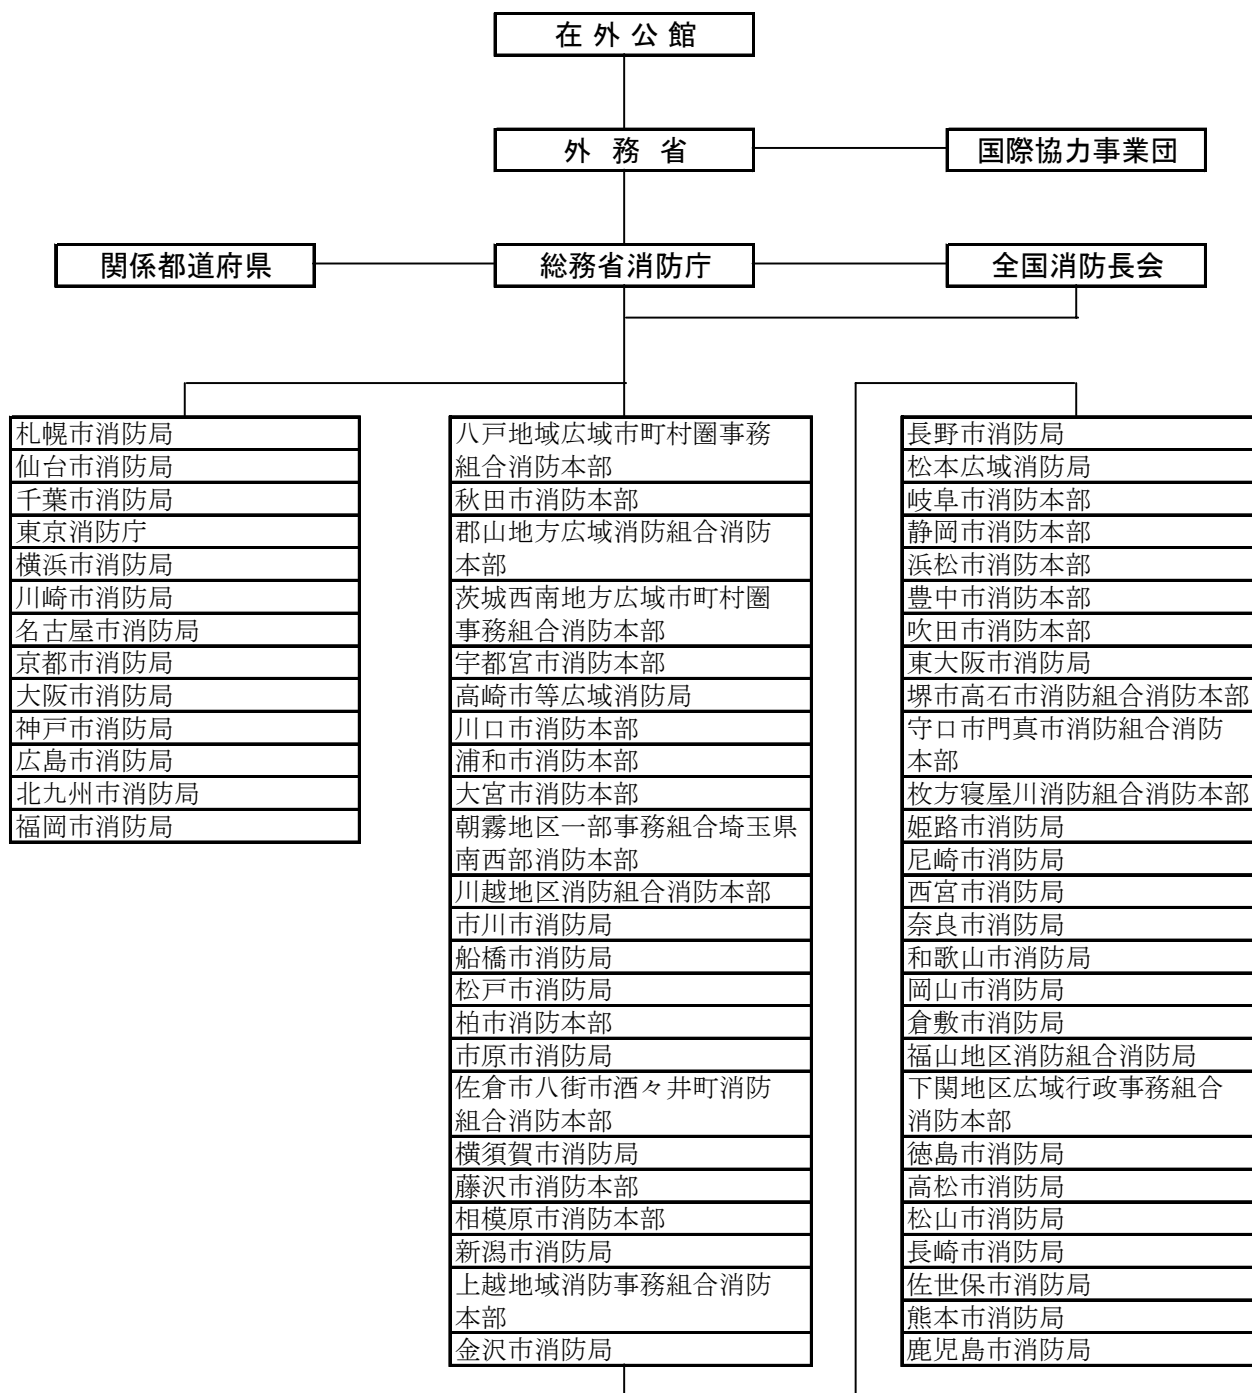 在外公館
外務省
国際協力事業団
関係都道府県
総務省消防庁
全国消防長会
札幌市消防局
仙台市消防局
千葉市消防局
東京消防庁
横浜市消防局
川崎市消防局
名古屋市消防局
京都市消防局
大阪市消防局
神戸市消防局
広島市消防局
北九州市消防局
福岡市消防局
八戸地域広域市町村圏事務
組合消防本部
秋田市消防本部
郡山地方広域消防組合消防
本部
茨城西南地方広域市町村圏
事務組合消防本部
宇都宮市消防本部
高崎市等広域消防局
川口市消防本部
浦和市消防本部
大宮市消防本部
朝霧地区一部事務組合埼玉県
南西部消防本部
川越地区消防組合消防本部
市川市消防局
船橋市消防局
松戸市消防局
柏市消防本部
市原市消防局
佐倉市八街市酒々井町消防
組合消防本部
横須賀市消防局
藤沢市消防本部
相模原市消防本部
新潟市消防局
上越地域消防事務組合消防
本部
金沢市消防局
長野市消防局
松本広域消防局
岐阜市消防本部
静岡市消防本部
浜松市消防本部
豊中市消防本部
吹田市消防本部
東大阪市消防局
堺市高石市消防組合消防本部
守口市門真市消防組合消防
本部
枚方寝屋川消防組合消防本部
姫路市消防局
尼崎市消防局
西宮市消防局
奈良市消防局
和歌山市消防局
岡山市消防局
倉敷市消防局
福山地区消防組合消防局
下関地区広域行政事務組合
消防本部
徳島市消防局
高松市消防局
松山市消防局
長崎市消防局
佐世保市消防局
熊本市消防局
鹿児島市消防局